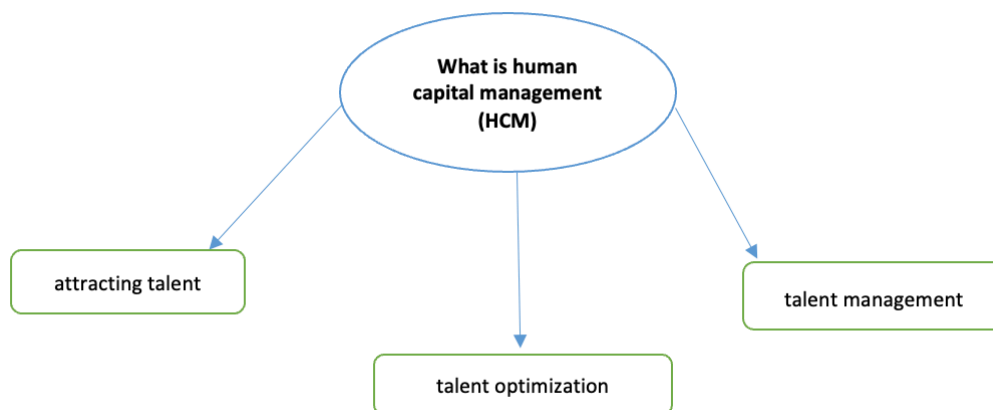 What is human
capital management
(HCM)
attracting talent
talent management
talent optimization